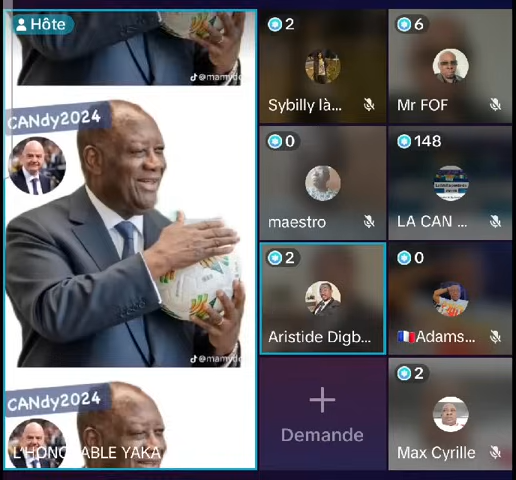 Hôte
@mamydo
CANdy2024
@mamydo
CANdy2024
L'HONORABLE YAKA
2
Sybilly là...
6
Mr FOF
0
maestro
148
LA CAN ...
2
Aristide Digb...
0
Adams...
+
Demande
2
Max Cyrille